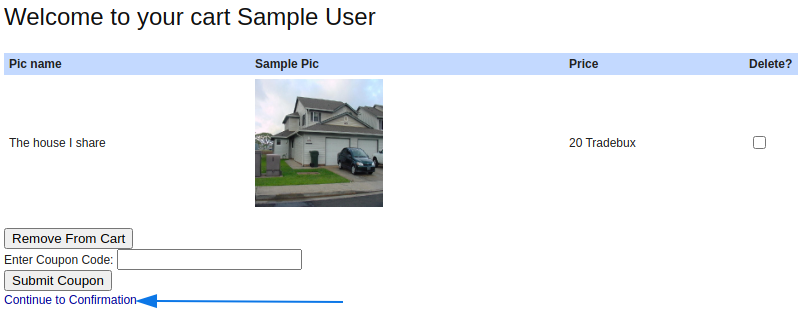 Welcome to your cart Sample User
Pic name Sample Pic Price Delete?
The house I share 20 Tradebux
Remove From Cart
Enter Coupon Code:
Submit Coupon
Continue to Confirmation